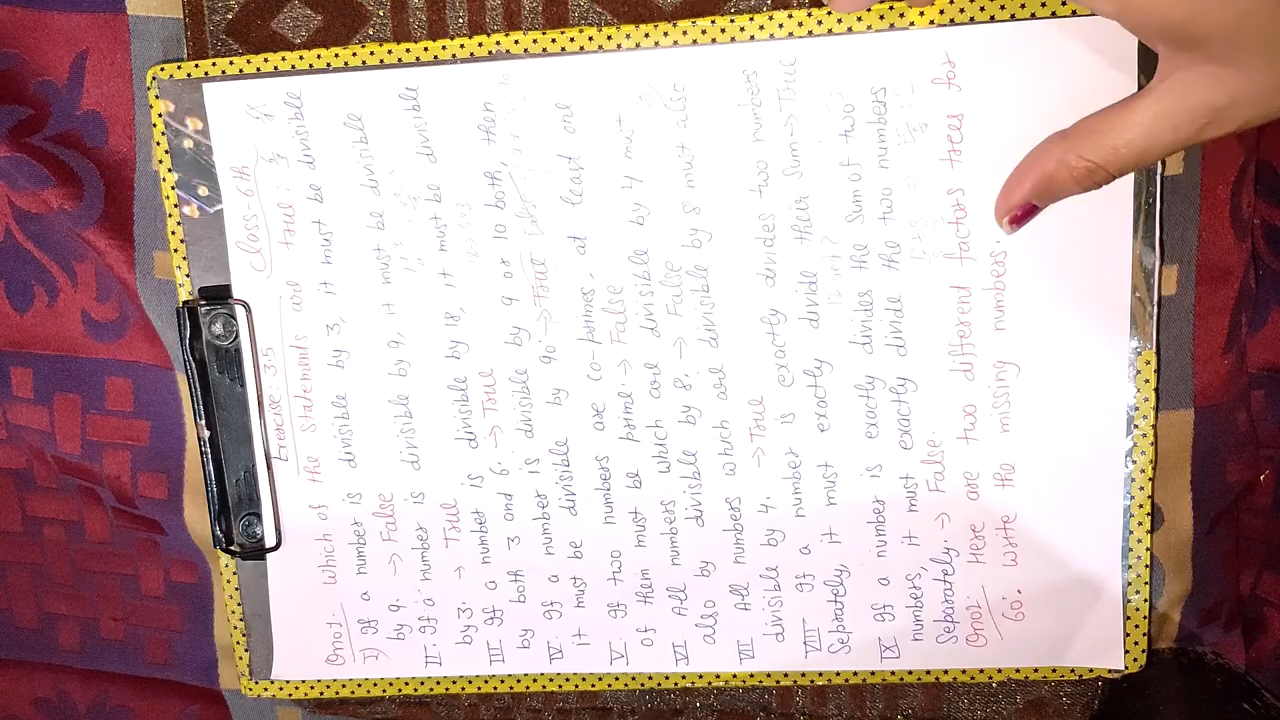 Class-6th
Exercise: 3.5
Qno1. Which of the statements are true:
I) If a number is divisible by 3, it must be divisible
by 9. → False
II. If a number is divisible by 9, it must be divisible
by 3. → True
III If a number is divisible by 18, it must be divisible
by both 3 and 6. → True
IV. If a number is divisible by 9 or 10 both, then
it must be divisible by 90 → True
V. If two numbers are co-primes, at least one
of them must be prime. → False
VI. All numbers which are divisible by 4 must
also by divisible by 8. → False
VII All numbers which are divisible by 8 must also
divisible by 4. → True
VIII If a number is exactly divides two numbers
Separately, it must exactly divide their Sum → True
IX If a number is exactly divides the Sum of two
numbers, it must exactly divide the two numbers
Separately. → False.
Qno2. Here are two different factors trees for
60. Write the missing numbers.